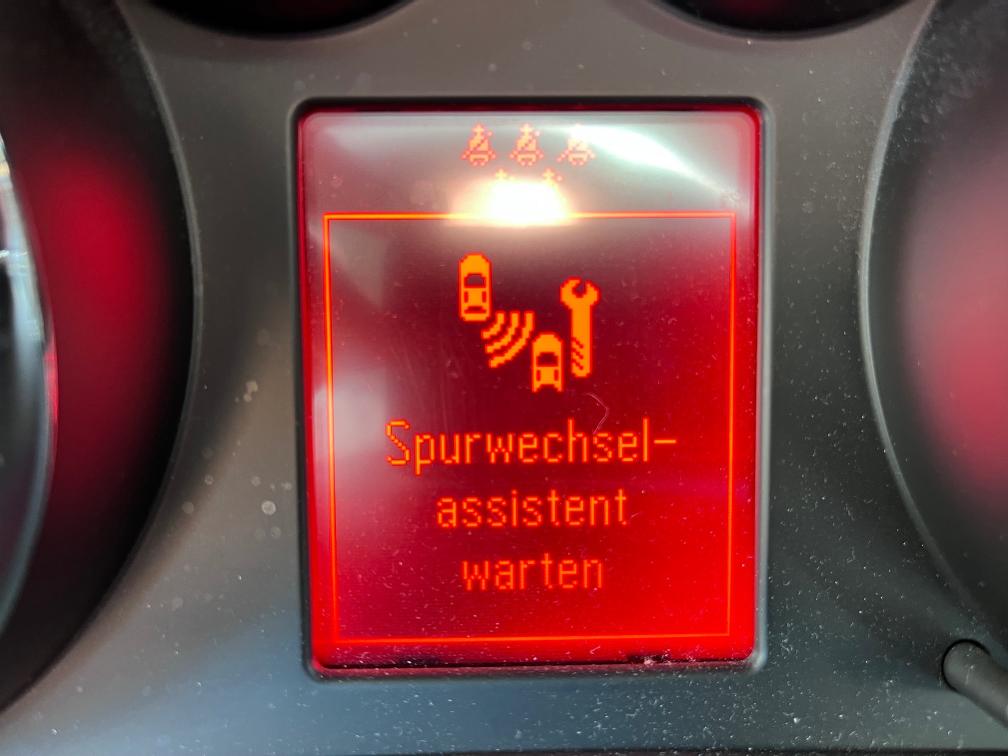 Spurwechsel-
assistent
warten